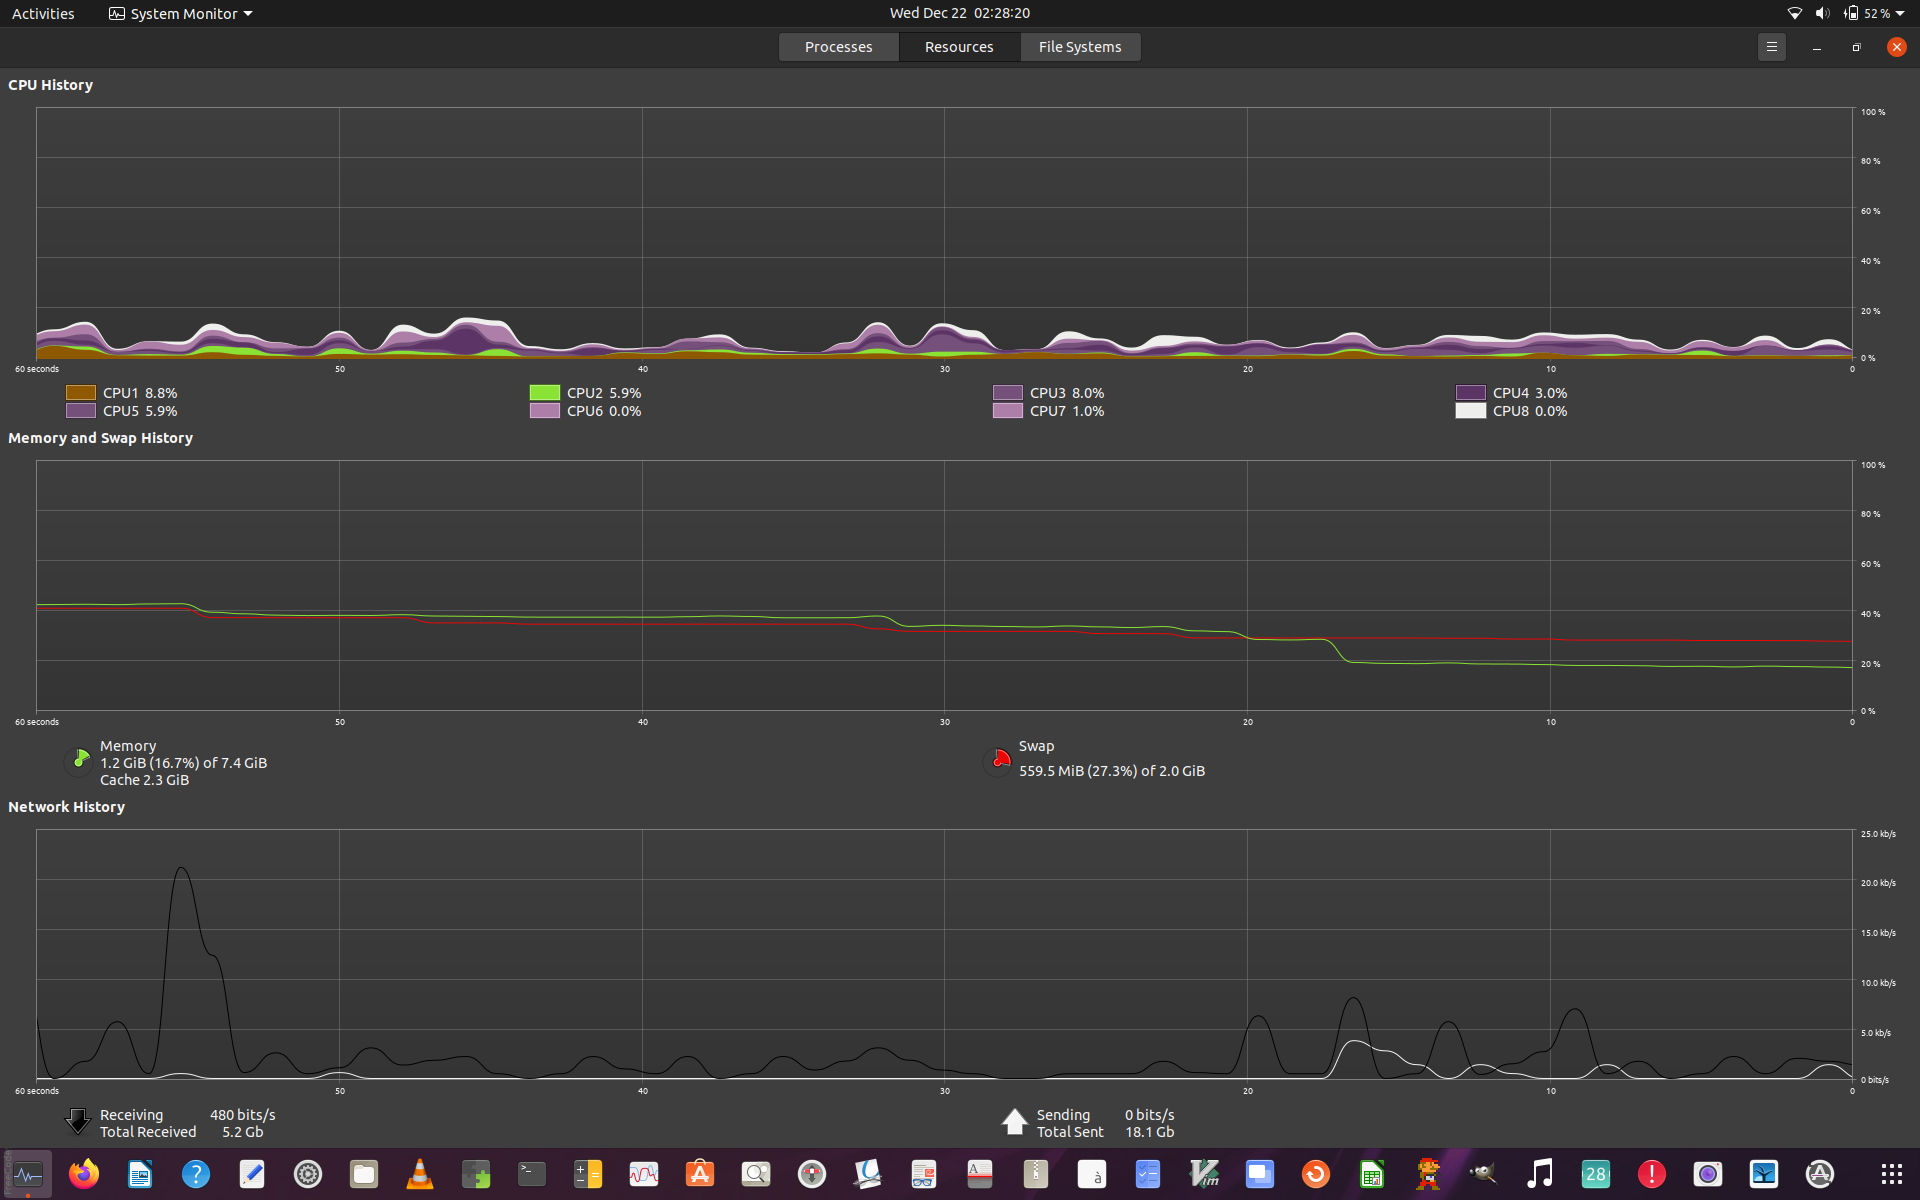 Activities System Monitor Wed Dec 22 02:28:20 52 %
Processes Resources File Systems
CPU History
100 %
80 %
60 %
40 %
20 %
0 %
60 seconds 50 40 30 20 10 0
CPU1 8.8% CPU2 5.9% CPU3 8.0% CPU4 3.0%
CPU5 5.9% CPU6 0.0% CPU7 1.0% CPU8 0.0%
Memory and Swap History
100 %
80 %
60 %
40 %
20 %
0 %
60 seconds 50 40 30 20 10 0
Memory
1.2 GiB (16.7%) of 7.4 GiB
Cache 2.3 GiB
Swap
559.5 MiB (27.3%) of 2.0 GiB
Network History
25.0 kb/s
20.0 kb/s
15.0 kb/s
10.0 kb/s
5.0 kb/s
0 bits/s
60 seconds 50 40 30 20 10 0
Receiving 480 bits/s Sending 0 bits/s
Total Received 5.2 Gb Total Sent 18.1 Gb
28